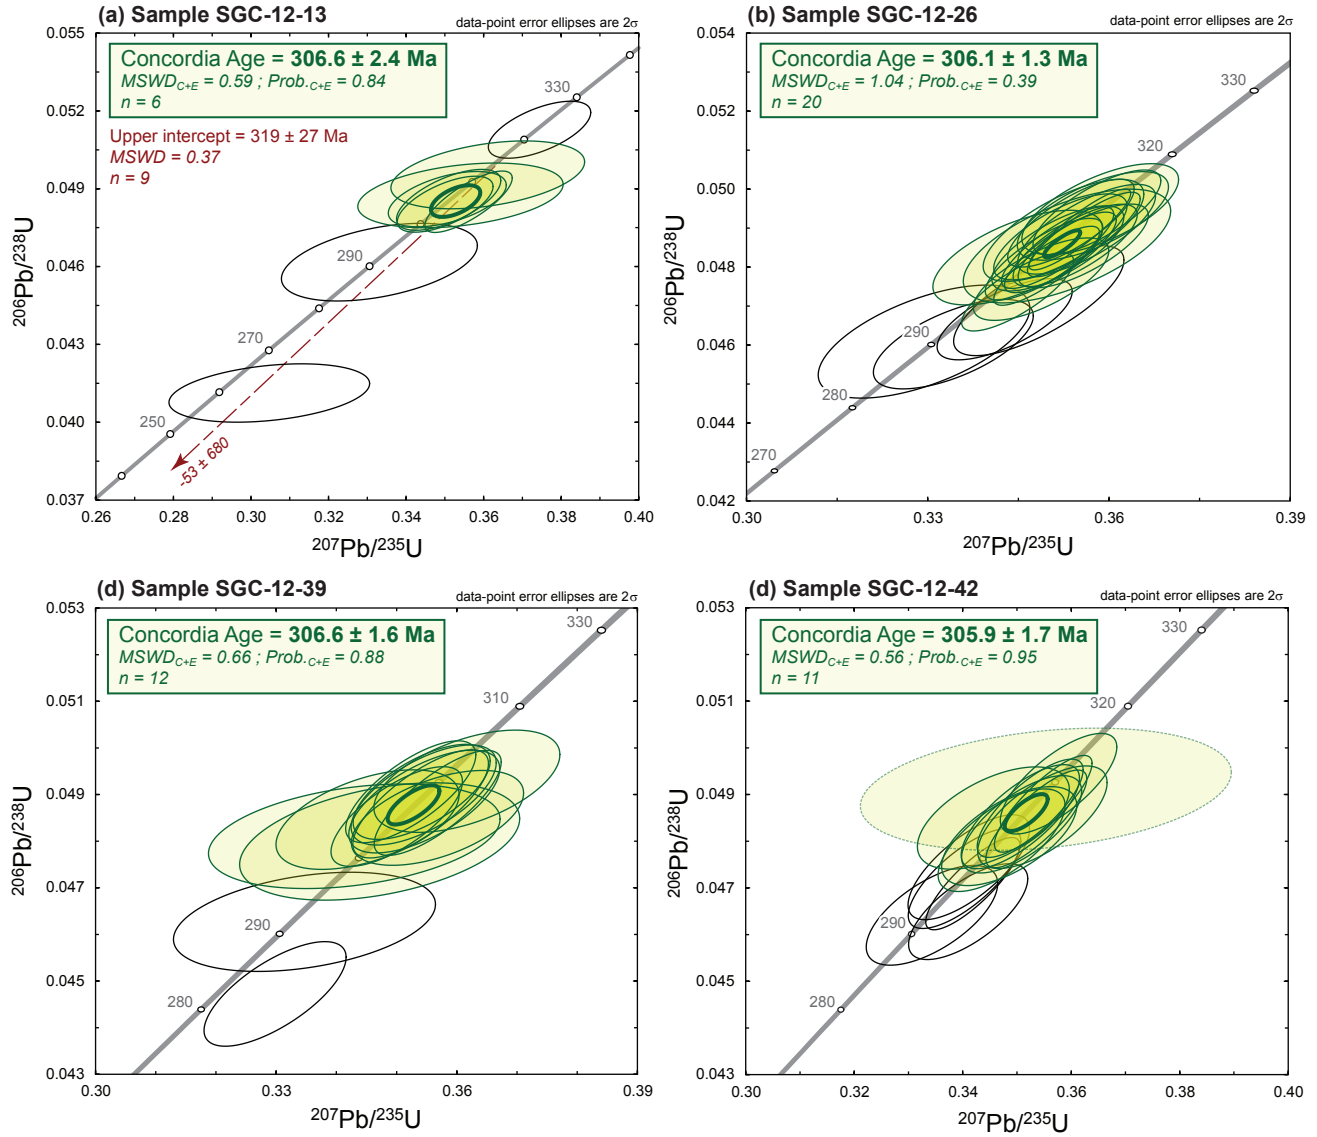 (a) Sample SGC-12-13
data-point error ellipses are 2σ
0.055
0.052
0.049
0.046
0.043
0.040
0.037
Concordia Age = 306.6 ± 2.4 Ma
MSWD_C+E = 0.59 ; Prob._C+E = 0.84
n = 6
Upper intercept = 319 ± 27 Ma
MSWD = 0.37
n = 9
330
290
270
250
-53 ± 680
²⁰⁶Pb/²³⁸U
0.26 0.28 0.30 0.32 0.34 0.36 0.38 0.40
²⁰⁷Pb/²³⁵U
(b) Sample SGC-12-26
data-point error ellipses are 2σ
0.054
0.052
0.050
0.048
0.046
0.044
0.042
Concordia Age = 306.1 ± 1.3 Ma
MSWD_C+E = 1.04 ; Prob._C+E = 0.39
n = 20
330
320
290
280
270
²⁰⁶Pb/²³⁸U
0.30 0.33 0.36 0.39
²⁰⁷Pb/²³⁵U
(d) Sample SGC-12-39
data-point error ellipses are 2σ
0.053
0.051
0.049
0.047
0.045
0.043
Concordia Age = 306.6 ± 1.6 Ma
MSWD_C+E = 0.66 ; Prob._C+E = 0.88
n = 12
330
310
290
280
²⁰⁶Pb/²³⁸U
0.30 0.33 0.36 0.39
²⁰⁷Pb/²³⁵U
(d) Sample SGC-12-42
data-point error ellipses are 2σ
0.053
0.051
0.049
0.047
0.045
0.043
Concordia Age = 305.9 ± 1.7 Ma
MSWD_C+E = 0.56 ; Prob._C+E = 0.95
n = 11
330
320
290
280
²⁰⁶Pb/²³⁸U
0.30 0.32 0.34 0.36 0.38 0.40
²⁰⁷Pb/²³⁵U